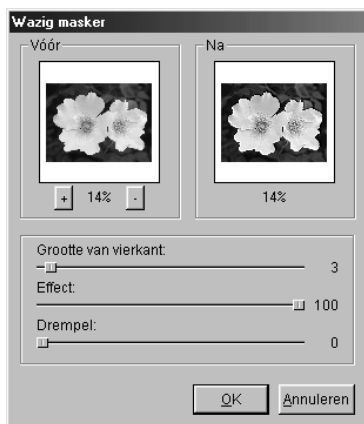 Wazig masker
Vóór
Na
+ 14% -
14%
Grootte van vierkant:
3
Effect:
100
Drempel:
0
OK
Annuleren